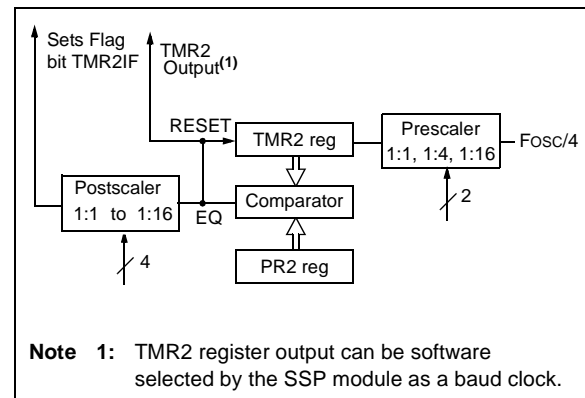 Sets Flag
bit TMR2IF
TMR2
Output(1)
RESET
TMR2 reg
Prescaler
1:1, 1:4, 1:16
FOSC/4
2
Postscaler
1:1 to 1:16
EQ
Comparator
4
PR2 reg
Note 1: TMR2 register output can be software
selected by the SSP module as a baud clock.